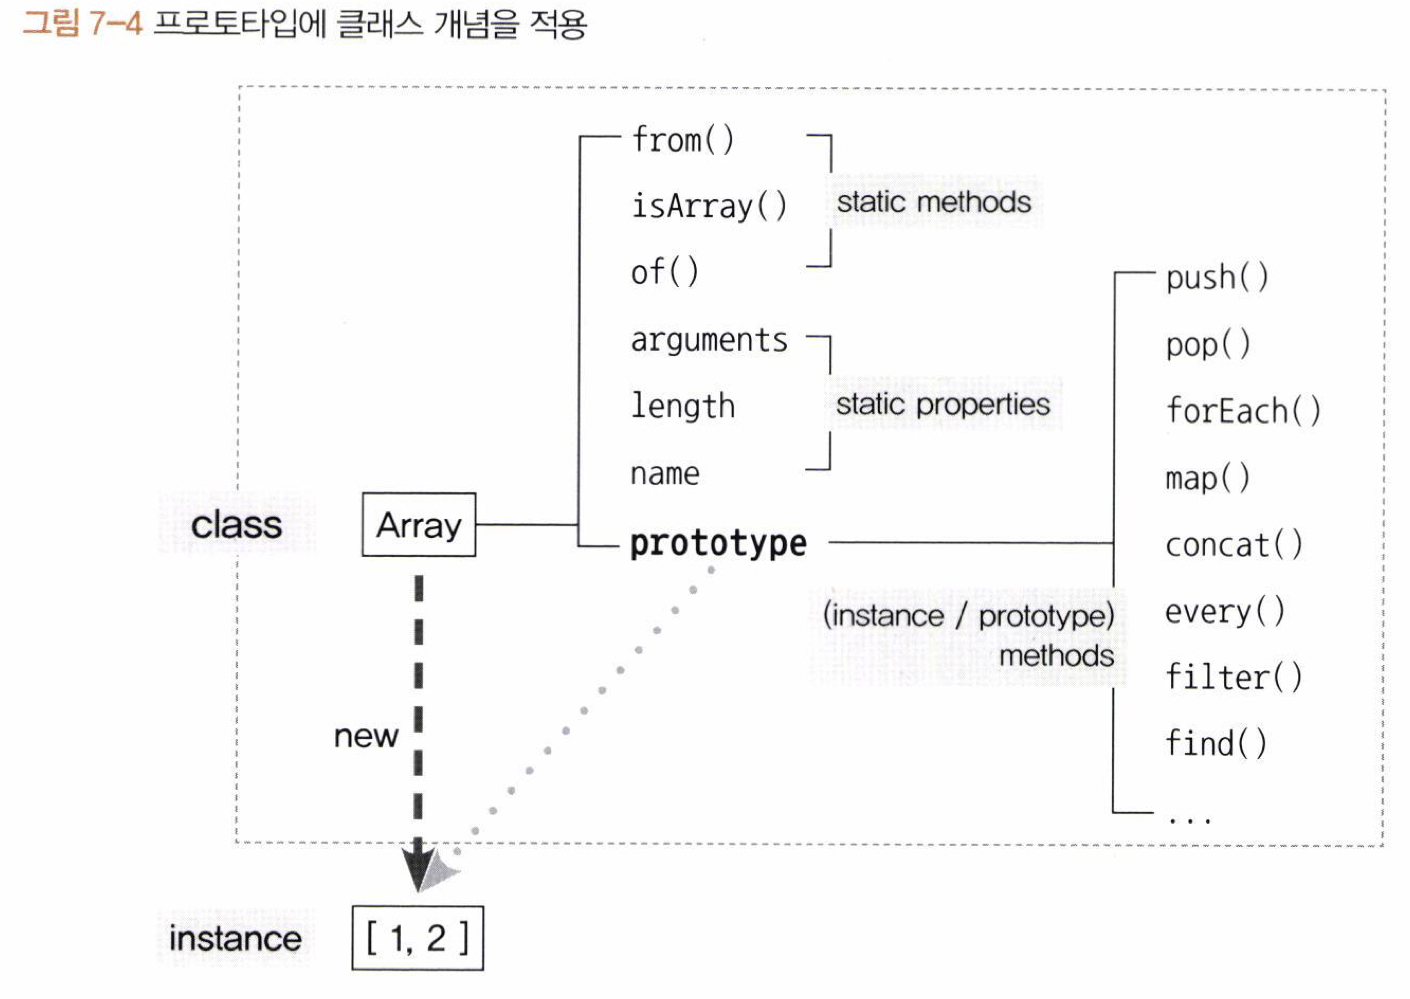 그림 7-4 프로토타입에 클래스 개념을 적용
from()
isArray()
of()
static methods
arguments
length
name
static properties
prototype
class
Array
(instance / prototype)
methods
push()
pop()
forEach()
map()
concat()
every()
filter()
find()
...
new
instance
[ 1, 2 ]